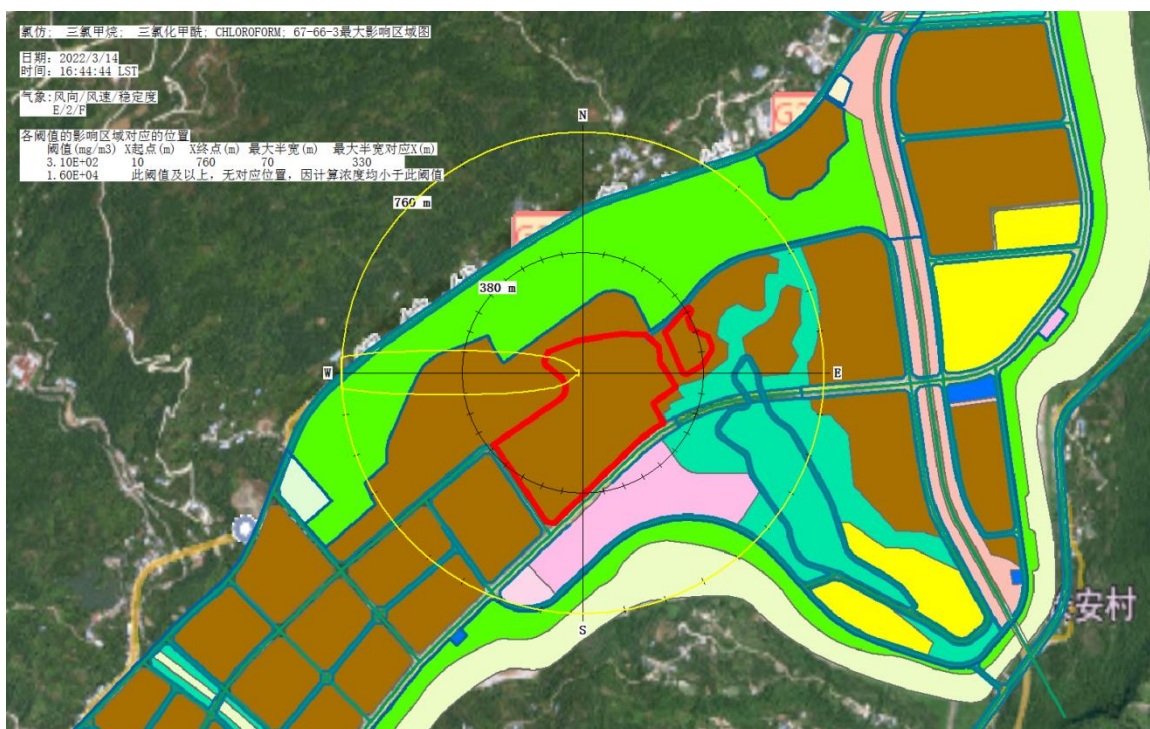 氯仿; 三氯甲烷; 三氯化甲酰; CHLOROFORM; 67-66-3最大影响区域图
日期: 2022/3/14
时间: 16:44:44 LST
气象:风向/风速/稳定度
E/2/F
各阈值的影响区域对应的位置
阈值(mg/m3) X起点(m) X终点(m) 最大半宽(m) 最大半宽对应X(m)
3.10E+02 10 760 70 330
1.60E+04 此阈值及以上，无对应位置，因计算浓度均小于此阈值
N
760 m
380 m
W
E
S
安村